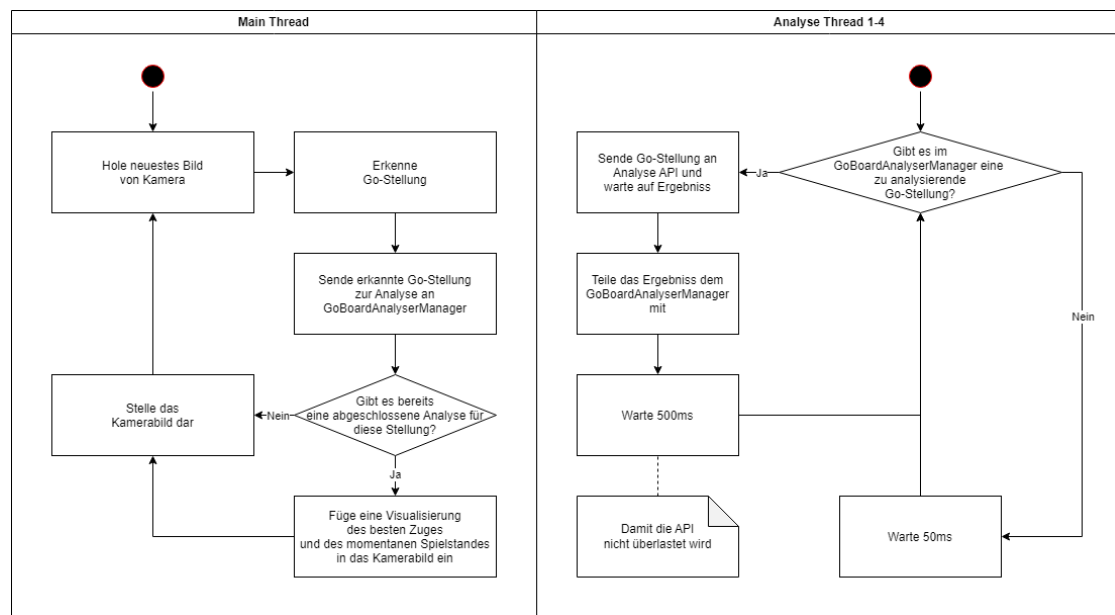 Main Thread
Hole neuestes Bild
von Kamera
Erkenne
Go-Stellung
Sende erkannte Go-Stellung
zur Analyse an
GoBoardAnalyserManager
Gibt es bereits
eine abgeschlossene Analyse für
diese Stellung?
Nein
Stelle das
Kamerabild dar
Ja
Füge eine Visualisierung
des besten Zuges
und des momentanen Spielstandes
in das Kamerabild ein
Analyse Thread 1-4
Gibt es im
GoBoardAnalyserManager eine
zu analysierende
Go-Stellung?
Ja
Sende Go-Stellung an
Analyse API und
warte auf Ergebniss
Teile das Ergebniss dem
GoBoardAnalyserManager
mit
Warte 500ms
Damit die API
nicht überlastet wird
Nein
Warte 50ms